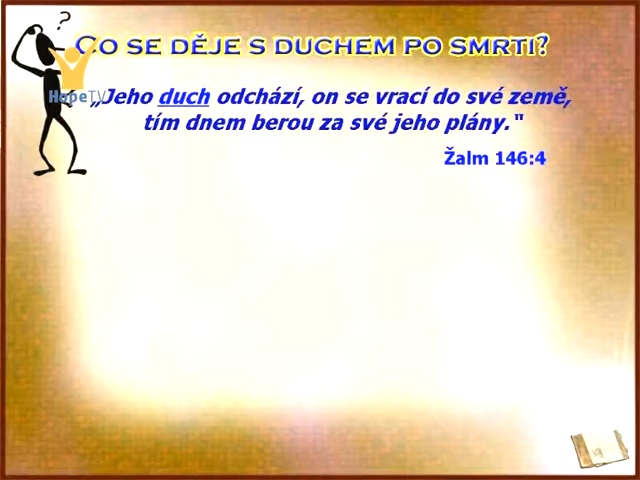 ?
Co se děje s duchem po smrti?
HopeTV
„Jeho duch odchází, on se vrací do své země,
tím dnem berou za své jeho plány."
Žalm 146:4